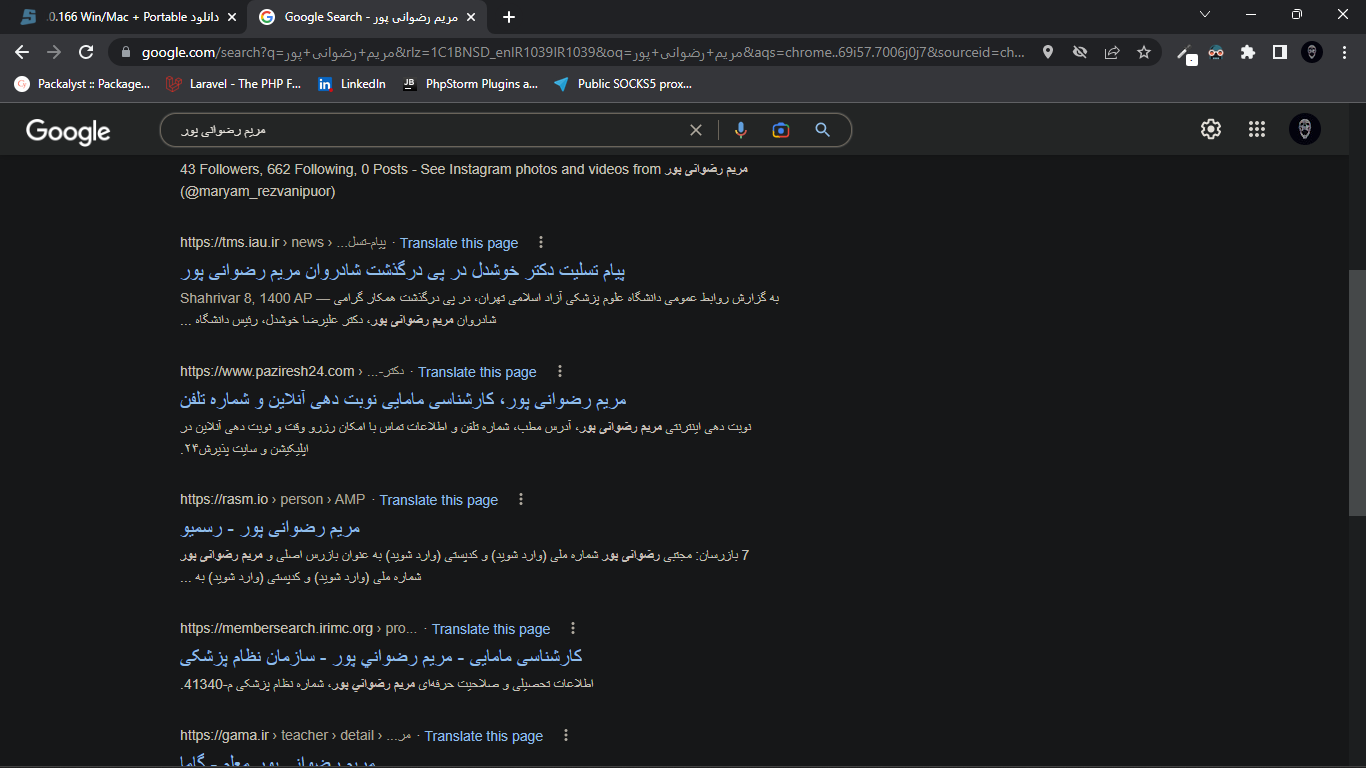 دانلود 0.166 Win/Mac + Portable.
مریم رضوانی پور - Google Search
google.com/search?q=مریم+رضوانی+پور&rlz=1C1BNSD_enIR1039IR1039&oq=مریم+رضوانی+پور&aqs=chrome..69i57.7006j0j7&sourceid=ch...
Packalyst :: Package...
Laravel - The PHP F...
LinkedIn
PhpStorm Plugins a...
Public SOCKS5 prox...
Google
مریم رضوانی پور
43 Followers, 662 Following, 0 Posts - See Instagram photos and videos from مریم رضوانی پور
(@maryam_rezvanipuor)
https://tms.iau.ir › news › ...پیام-تسل · Translate this page
پیام تسلیت دکتر خوشدل در پی درگذشت شادروان مریم رضوانی پور
Shahrivar 8, 1400 AP — به گزارش روابط عمومی دانشگاه علوم پزشکی آزاد اسلامی تهران، در پی درگذشت همکار گرامی
شادروان مریم رضوانی پور، دکتر علیرضا خوشدل، رئیس دانشگاه ...
https://www.paziresh24.com › ...-دکتر · Translate this page
مریم رضوانی پور، کارشناسی مامایی نوبت دهی آنلاین و شماره تلفن
نوبت دهی اینترنتی مریم رضوانی پور، آدرس مطب، شماره تلفن و اطلاعات تماس با امکان رزرو وقت و نوبت دهی آنلاین در
اپلیکیشن و سایت پذیرش۲۴.
https://rasm.io › person › AMP · Translate this page
مریم رضوانی پور - رسمیو
7 بازرسان: مجتبی رضوانی پور شماره ملی (وارد شوید) و کدپستی (وارد شوید) به عنوان بازرس اصلی و مریم رضوانی پور
شماره ملی (وارد شوید) و کدپستی (وارد شوید) به ...
https://membersearch.irimc.org › pro... · Translate this page
کارشناسی مامایی - مریم رضواني پور - سازمان نظام پزشکی
اطلاعات تحصیلی و صلاحیت حرفه‌ای مریم رضواني پور، شماره نظام پزشکی م-41340.
https://gama.ir › teacher › detail › ...مر · Translate this page
مریم رضوانی پور معلم - گاما